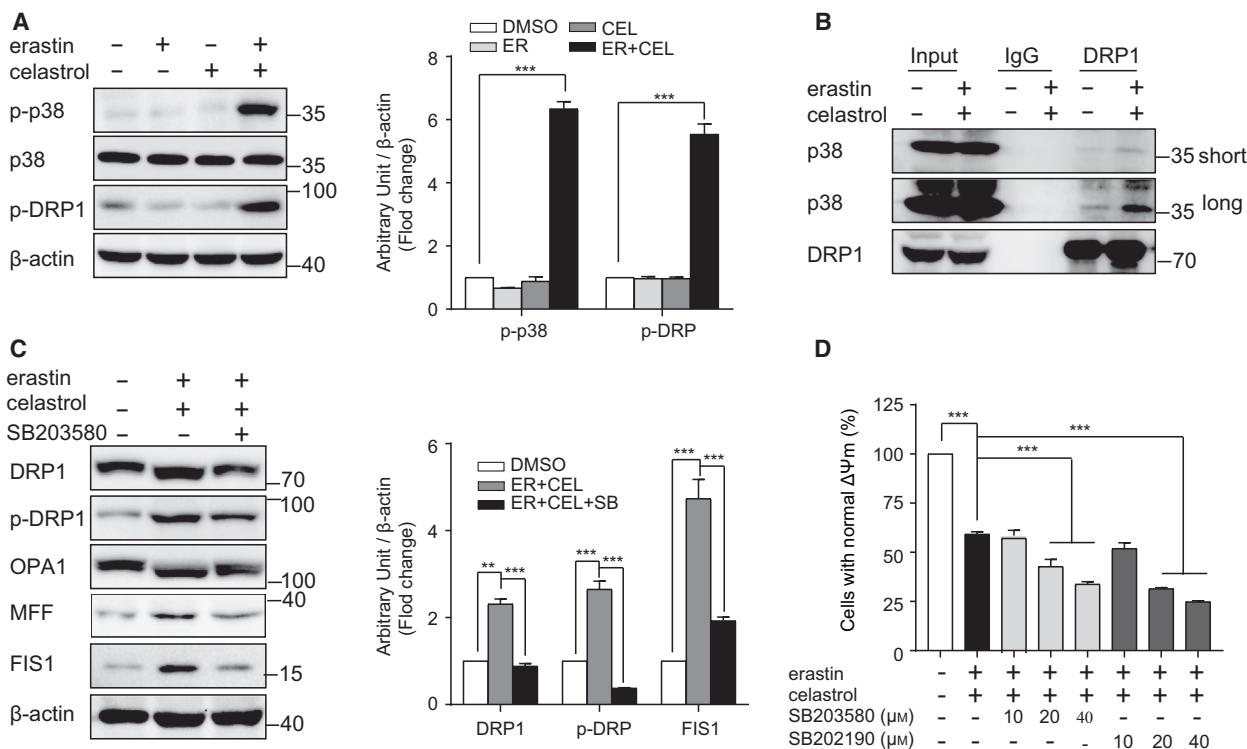 A
erastin - + - +
celastrol - - + +
p-p38 35
p38 35
p-DRP1 100
β-actin 40
DMSO CEL
ER ER+CEL
Arbitrary Unit / β-actin
(Flod change)
8
6
4
2
0
*** ***
p-p38 p-DRP
B
Input IgG DRP1
erastin - + + - +
celastrol - + + - +
p38 35 short
p38 35 long
DRP1 70
C
erastin - + +
celastrol - + +
SB203580 - - +
DRP1 70
p-DRP1 100
OPA1 100
MFF 40
FIS1 15
β-actin 40
DMSO
ER+CEL
ER+CEL+SB
Arbitrary Unit / β-actin
(Flod change)
6
4
2
0
** *** *** *** *** ***
DRP1 p-DRP FIS1
D
Cells with normal ΔΨm (%)
125
100
75
50
25
0
*** *** ***
erastin - + + + + + + +
celastrol - + + + + + + +
SB203580 (μM) - - 10 20 40 - - -
SB202190 (μM) - - - - - 10 20 40